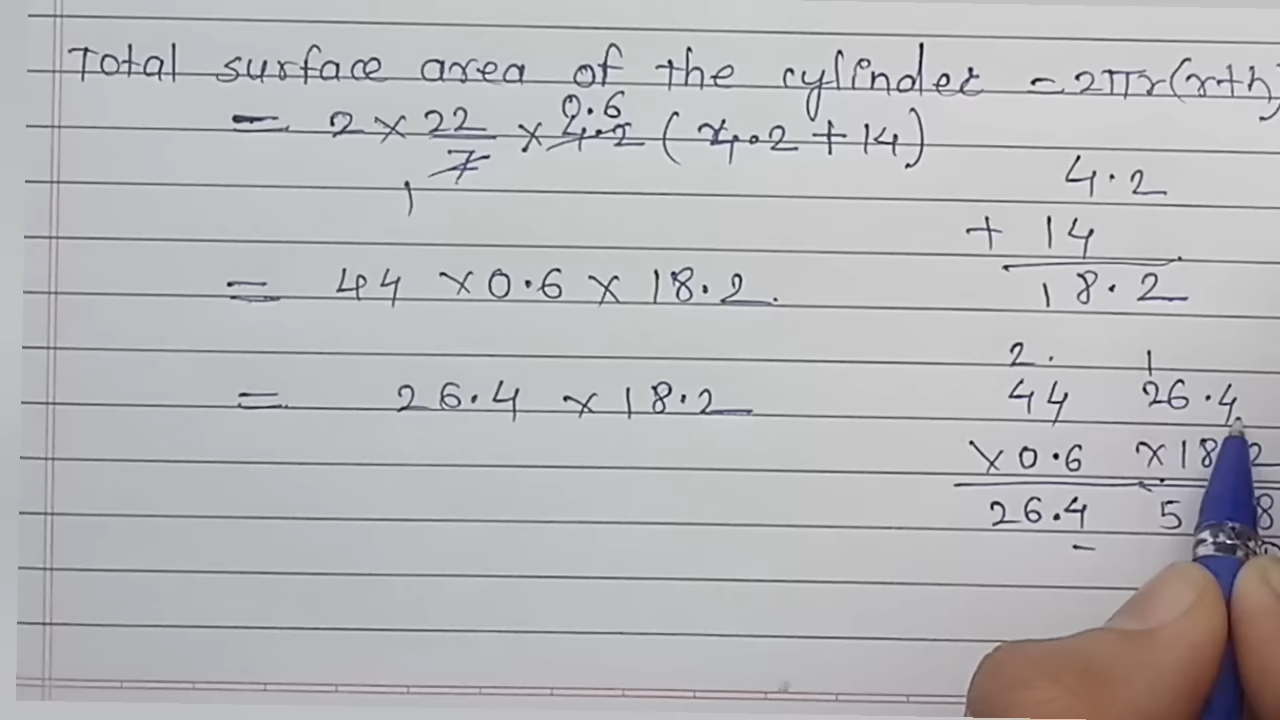 Total surface area of the cylinder = 2πr(r+h)
0.6
= 2 × 22/7 × 4.2 (4.2 + 14)
1
4.2
+ 14
18.2
= 44 × 0.6 × 18.2
2. 1
44 26.4
= 26.4 × 18.2
× 0.6 × 18 2
26.4 5 8